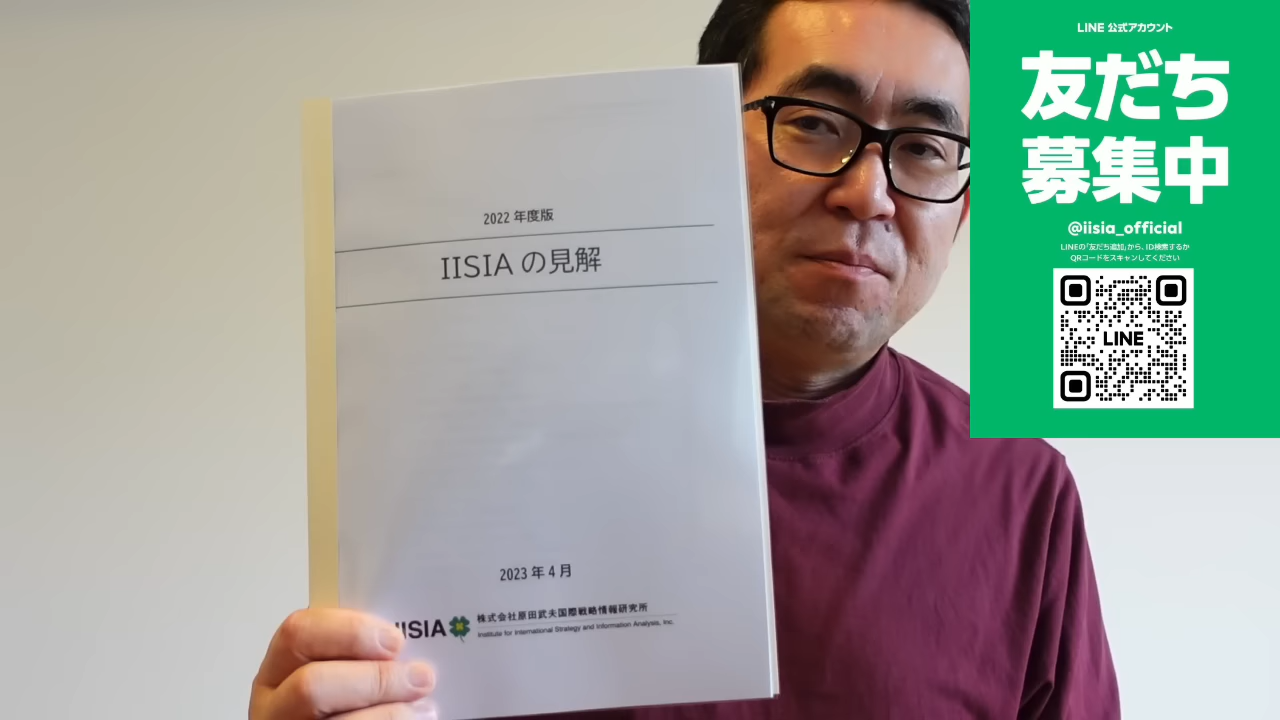 2022 年度版
IISIA の見解
2023 年 4 月
IISIA
株式会社原田武夫国際戦略情報研究所
Institute for International Strategy and Information Analysis, Inc.
LINE 公式アカウント
友だち
募集中
@iisia_official
LINEの「友だち追加」から、ID検索するか
QRコードをスキャンしてください
LINE